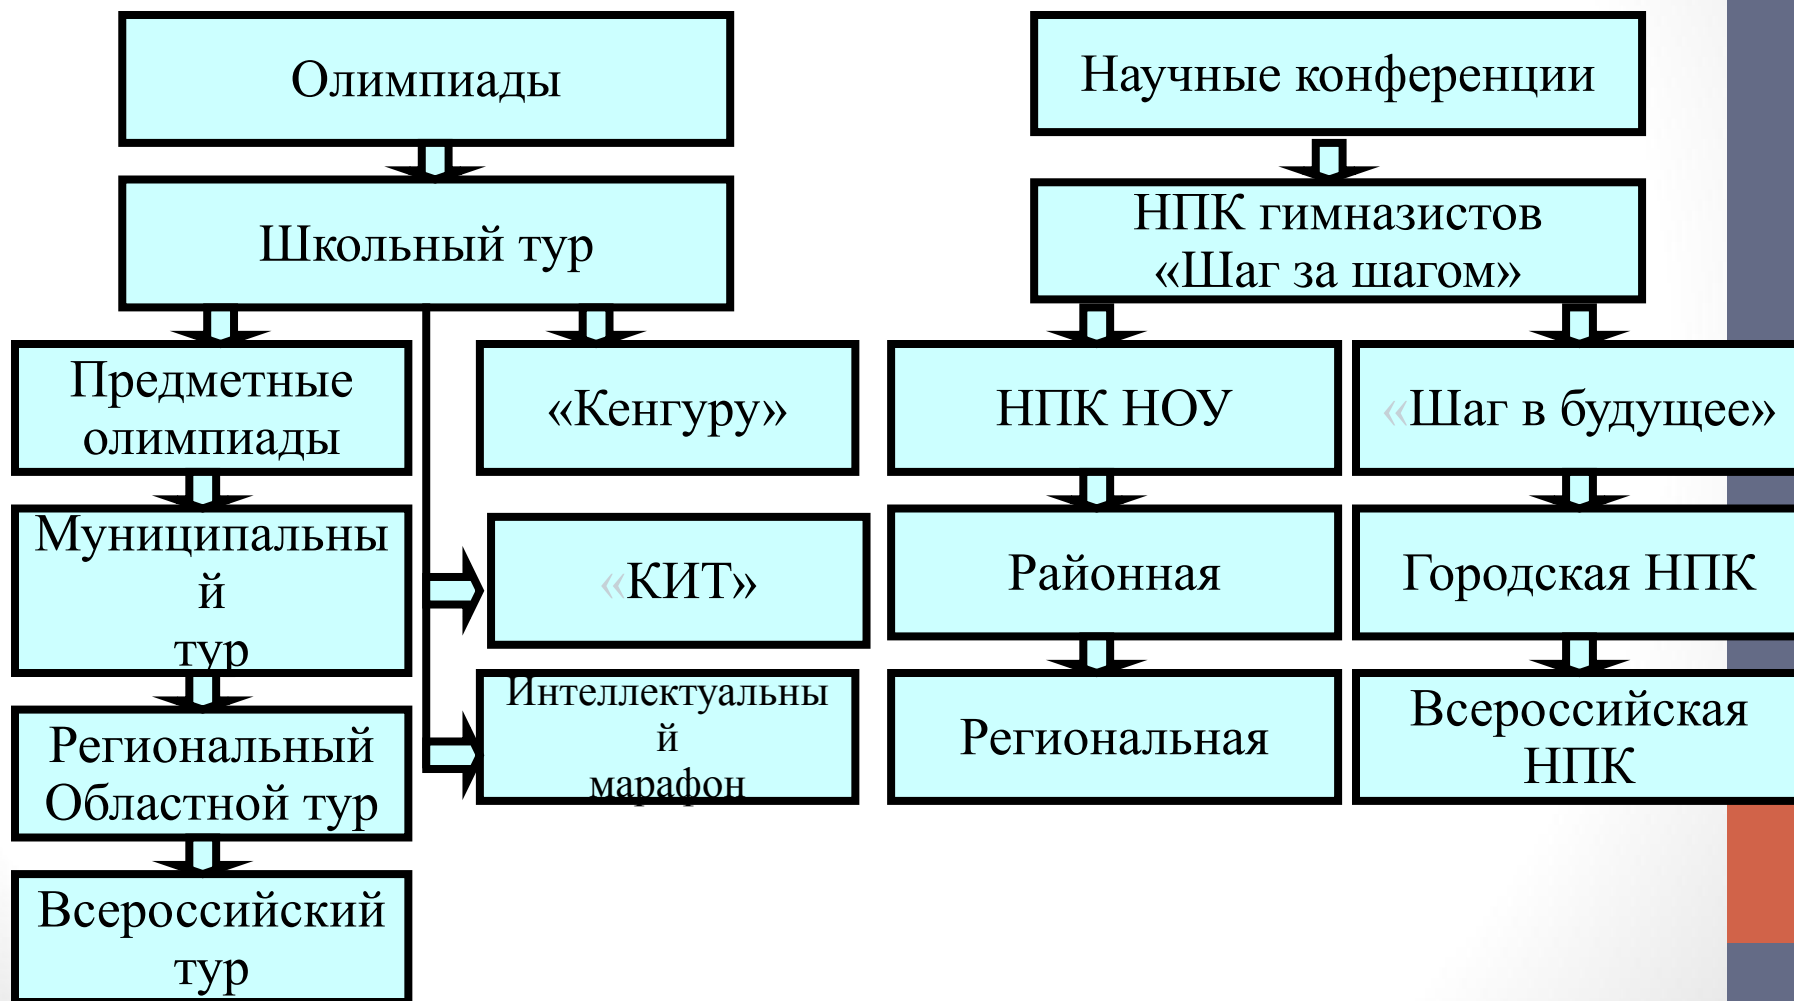 Олимпиады
Школьный тур
Предметные
олимпиады
Муниципальны
й
тур
Региональный
Областной тур
Всероссийский
тур
«Кенгуру»
«КИТ»
Интеллектуальны
й
марафон
Научные конференции
НПК гимназистов
«Шаг за шагом»
НПК НОУ
Районная
Региональная
«Шаг в будущее»
Городская НПК
Всероссийская
НПК